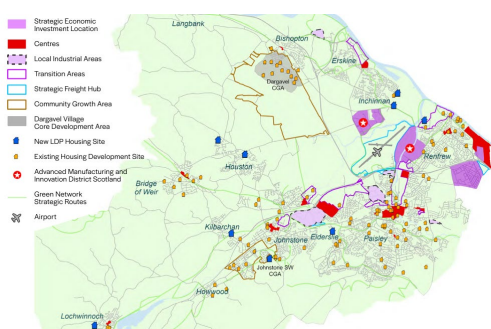 Strategic Economic
Investment Location
Centres
Local Industrial Areas
Transition Areas
Strategic Freight Hub
Community Growth Area
Dargavel Village
Core Development Area
New LDP Housing Site
Existing Housing Development Site
Advanced Manufacturing and
Innovation District Scotland
Green Network
Strategic Routes
Airport
Langbank
Bishopton
Erskine
Dargavel
CGA
Inchinnan
Renfrew
Houston
Bridge
of Weir
Kilbarchan
Johnstone
Elderslie
Paisley
Johnstone SW
CGA
Howwood
Lochwinnoch